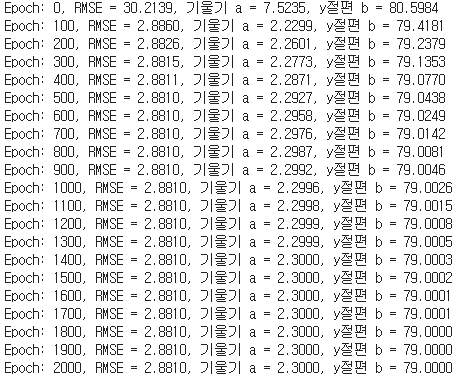 Epoch: 0, RMSE = 30.2139, 기울기 a = 7.5235, y절편 b = 80.5984
Epoch: 100, RMSE = 2.8860, 기울기 a = 2.2299, y절편 b = 79.4181
Epoch: 200, RMSE = 2.8826, 기울기 a = 2.2601, y절편 b = 79.2379
Epoch: 300, RMSE = 2.8815, 기울기 a = 2.2773, y절편 b = 79.1353
Epoch: 400, RMSE = 2.8811, 기울기 a = 2.2871, y절편 b = 79.0770
Epoch: 500, RMSE = 2.8810, 기울기 a = 2.2927, y절편 b = 79.0438
Epoch: 600, RMSE = 2.8810, 기울기 a = 2.2958, y절편 b = 79.0249
Epoch: 700, RMSE = 2.8810, 기울기 a = 2.2976, y절편 b = 79.0142
Epoch: 800, RMSE = 2.8810, 기울기 a = 2.2987, y절편 b = 79.0081
Epoch: 900, RMSE = 2.8810, 기울기 a = 2.2992, y절편 b = 79.0046
Epoch: 1000, RMSE = 2.8810, 기울기 a = 2.2996, y절편 b = 79.0026
Epoch: 1100, RMSE = 2.8810, 기울기 a = 2.2998, y절편 b = 79.0015
Epoch: 1200, RMSE = 2.8810, 기울기 a = 2.2999, y절편 b = 79.0008
Epoch: 1300, RMSE = 2.8810, 기울기 a = 2.2999, y절편 b = 79.0005
Epoch: 1400, RMSE = 2.8810, 기울기 a = 2.3000, y절편 b = 79.0003
Epoch: 1500, RMSE = 2.8810, 기울기 a = 2.3000, y절편 b = 79.0002
Epoch: 1600, RMSE = 2.8810, 기울기 a = 2.3000, y절편 b = 79.0001
Epoch: 1700, RMSE = 2.8810, 기울기 a = 2.3000, y절편 b = 79.0001
Epoch: 1800, RMSE = 2.8810, 기울기 a = 2.3000, y절편 b = 79.0000
Epoch: 1900, RMSE = 2.8810, 기울기 a = 2.3000, y절편 b = 79.0000
Epoch: 2000, RMSE = 2.8810, 기울기 a = 2.3000, y절편 b = 79.0000